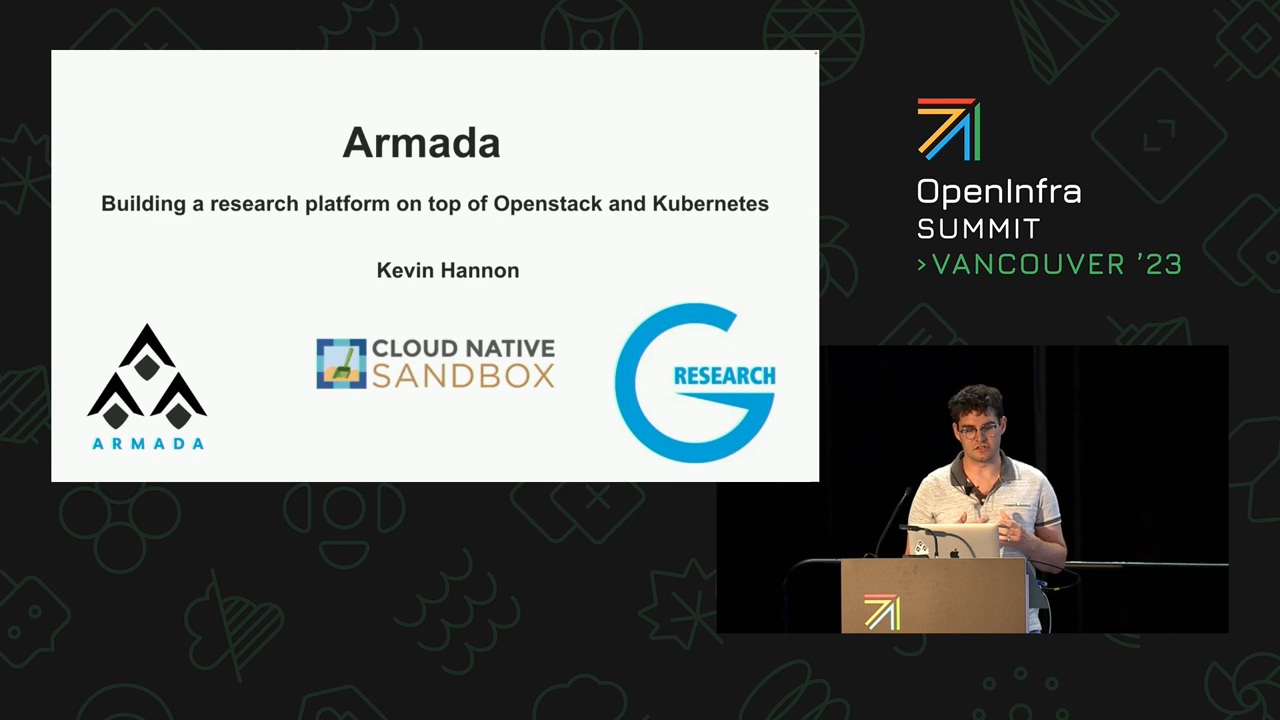 Armada
Building a research platform on top of Openstack and Kubernetes
Kevin Hannon
ARMADA
CLOUD NATIVE
SANDBOX
RESEARCH
OpenInfra
SUMMIT
>VANCOUVER '23